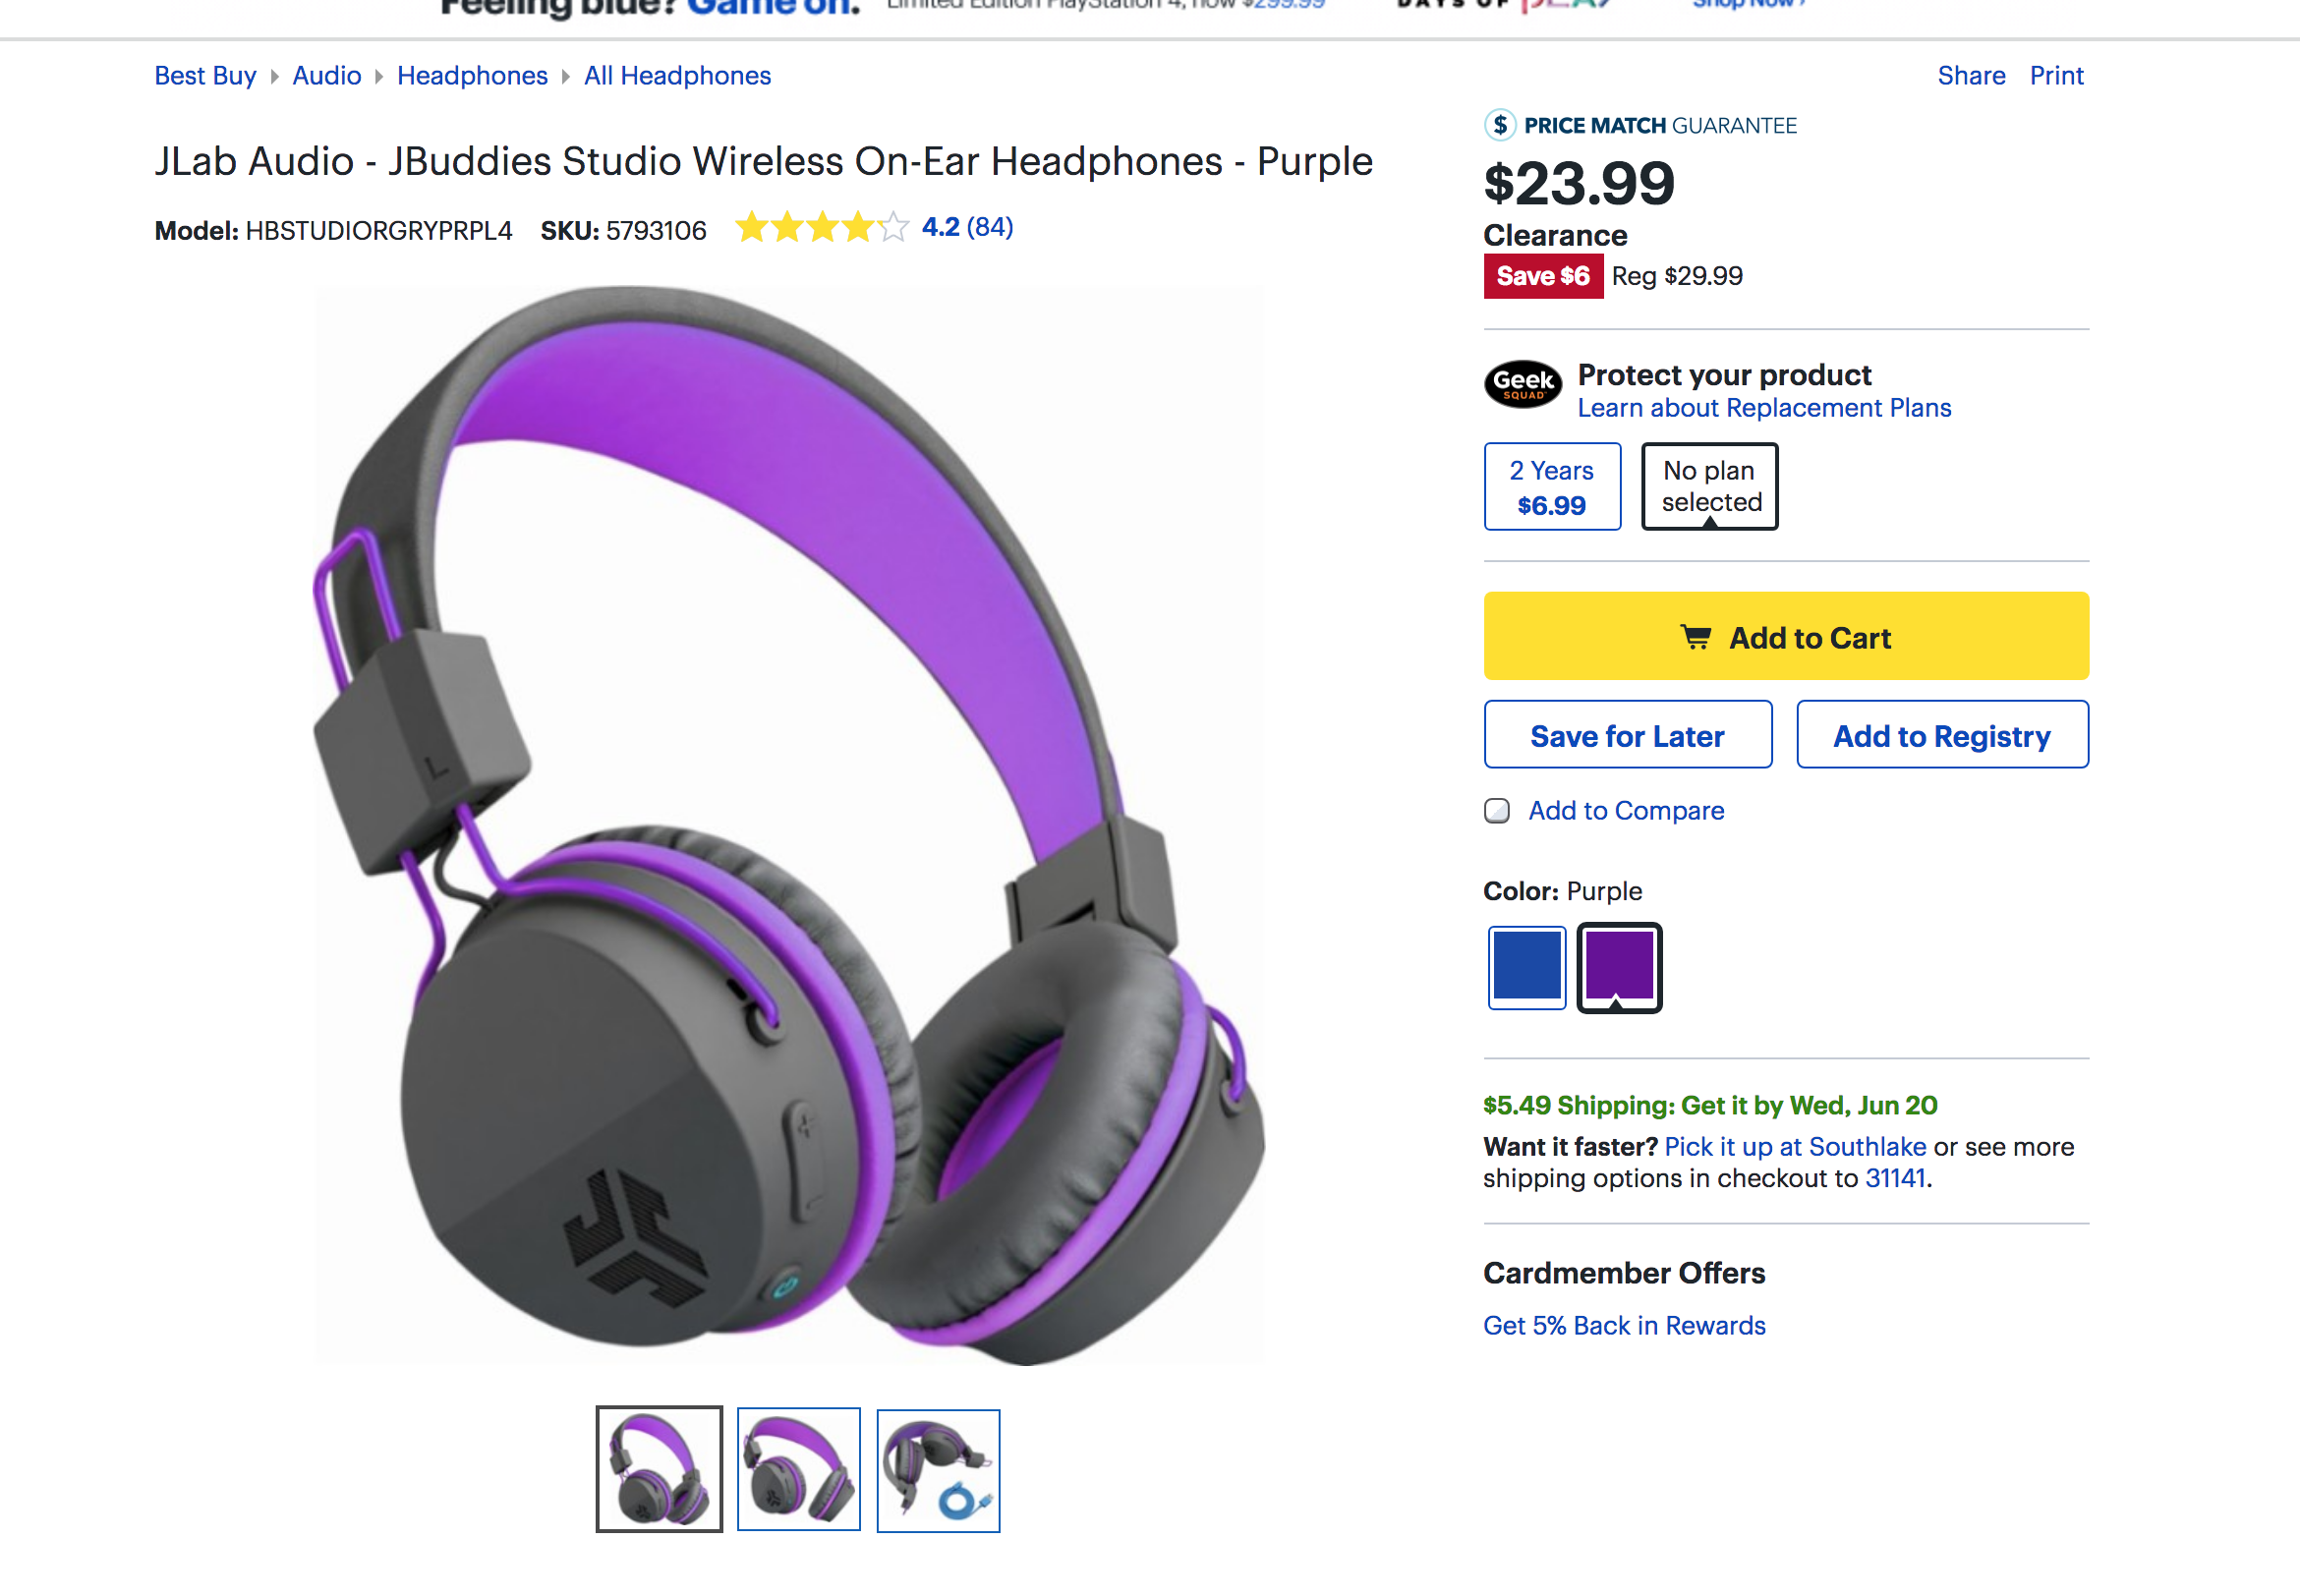 Feeling blue? Game on. Limited Edition PlayStation 4, now $299.99 DAYS OF PLAY Shop Now ›
Best Buy Audio Headphones All Headphones
Share Print
JLab Audio - JBuddies Studio Wireless On-Ear Headphones - Purple
Model: HBSTUDIORGRYPRPL4 SKU: 5793106 4.2 (84)
$ PRICE MATCH GUARANTEE
$23.99
Clearance
Save $6 Reg $29.99
Geek SQUAD
Protect your product
Learn about Replacement Plans
2 Years
$6.99
No plan
selected
Add to Cart
Save for Later
Add to Registry
Add to Compare
Color: Purple
$5.49 Shipping: Get it by Wed, Jun 20
Want it faster? Pick it up at Southlake or see more
shipping options in checkout to 31141.
Cardmember Offers
Get 5% Back in Rewards
L